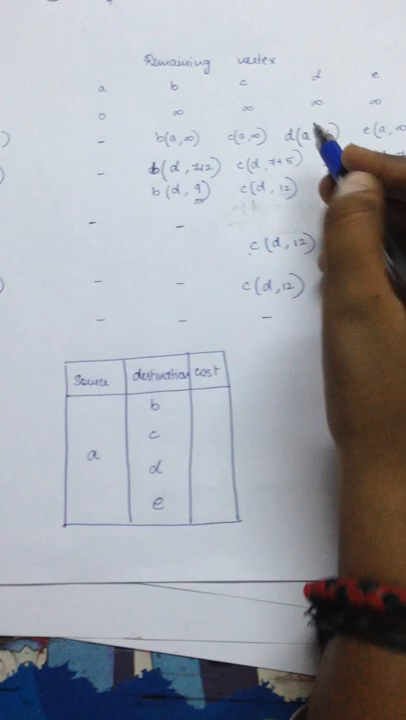 Remaining vertex
a b c d e
0 ∞ ∞ ∞ ∞
) - b(a,∞) c(a,∞) d(a, ) e(a,∞
) - b(d,7+2) c(d,7+5) -
b(d,9) c(d,12)
- - c(d,12)
) - - c(d,12)
- - -
Source destination cost
b
c
a
d
e